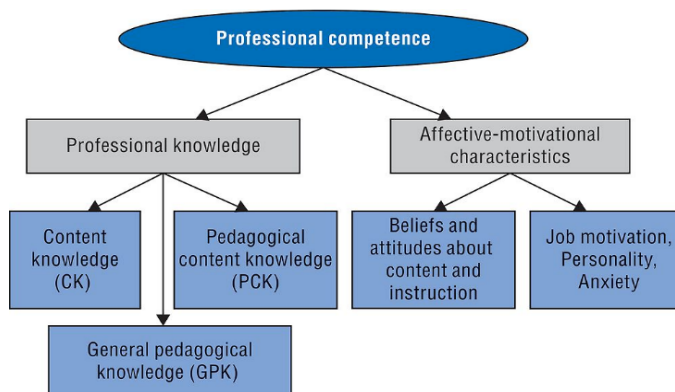 Professional competence
Professional knowledge
Affective-motivational
characteristics
Content
knowledge
(CK)
Pedagogical
content knowledge
(PCK)
Beliefs and
attitudes about
content and
instruction
Job motivation,
Personality,
Anxiety
General pedagogical
knowledge (GPK)